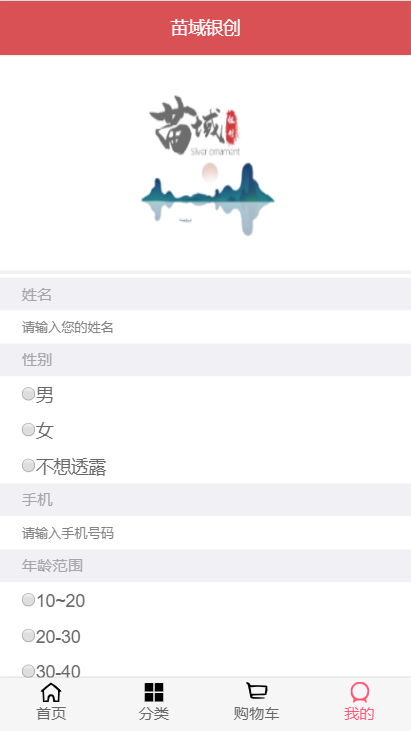 苗域银创
苗域
Silver ornament
姓名
请输入您的姓名
性别
男
女
不想透露
手机
请输入手机号码
年龄范围
10~20
20-30
30-40
首页
分类
购物车
我的